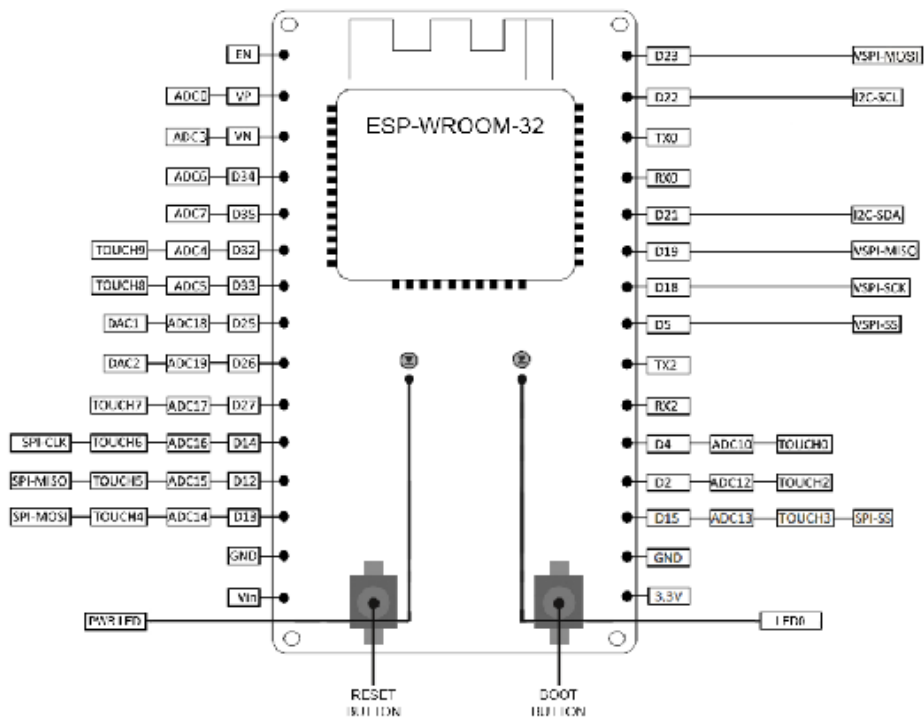 ESP-WROOM-32
EN
ADC0 VP
ADC3 VN
ADC6 D34
ADC7 D35
TOUCH9 ADC4 D32
TOUCH8 ADC5 D33
DAC1 ADC18 D25
DAC2 ADC19 D26
TOUCH7 ADC17 D27
SPI-CLK TOUCH6 ADC16 D14
SPI-MISO TOUCH5 ADC15 D12
SPI-MOSI TOUCH4 ADC14 D13
GND
Vin
PWR LED
D23 VSPI-MOSI
D22 I2C-SCL
TX0
RX0
D21 I2C-SDA
D19 VSPI-MISO
D18 VSPI-SCK
D5 VSPI-SS
TX2
RX2
D4 ADC10 TOUCH0
D2 ADC12 TOUCH2
D15 ADC13 TOUCH3 SPI-SS
GND
3.3V
LED0
RESET
BUTTON
BOOT
BUTTON